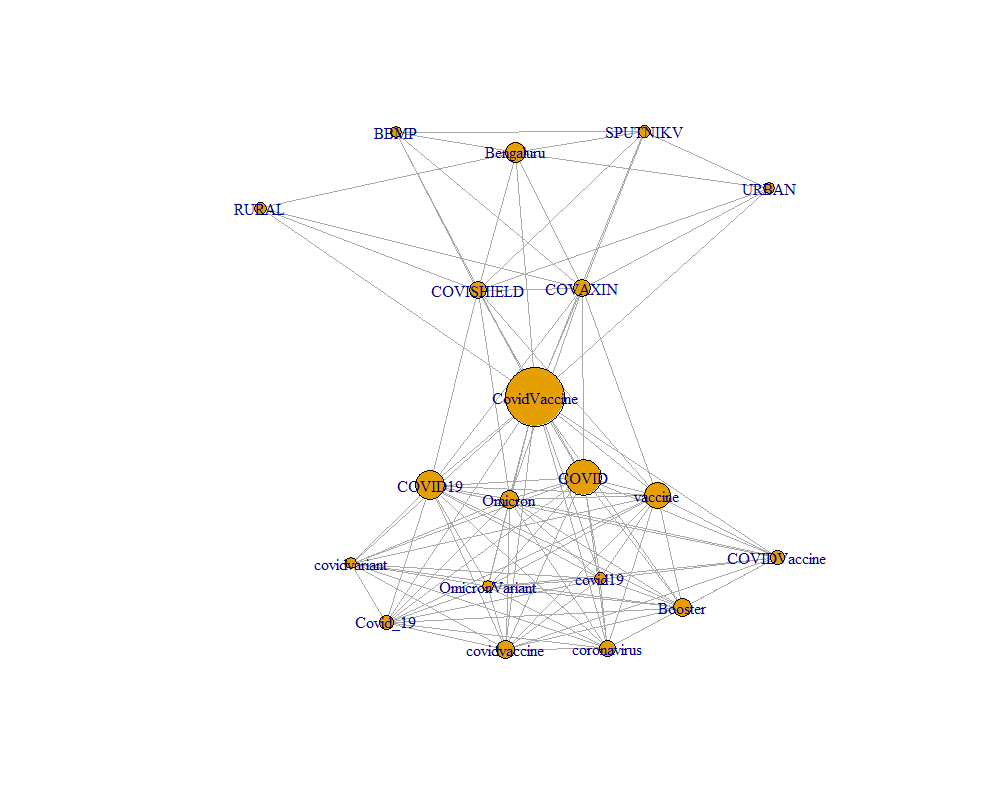 BBMP
SPUTNIKV
Bengaluru
URBAN
RURAL
COVISHIELD
COVAXIN
CovidVaccine
COVID
COVID19
vaccine
Omicron
COVIDVaccine
covidvariant
covid19
OmicronVariant
Booster
Covid_19
covidvaccine
coronavirus